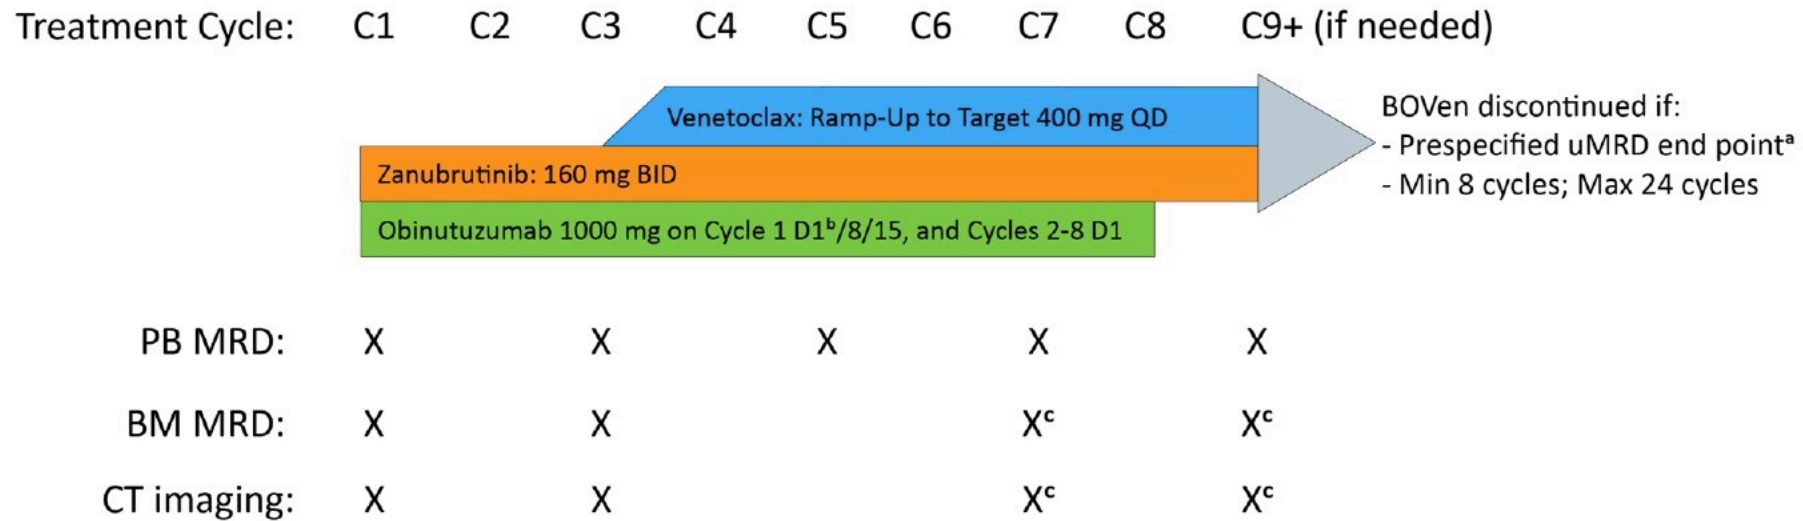 Treatment Cycle: C1 C2 C3 C4 C5 C6 C7 C8 C9+ (if needed)
Venetoclax: Ramp-Up to Target 400 mg QD
Zanubrutinib: 160 mg BID
Obinutuzumab 1000 mg on Cycle 1 D1ᵇ/8/15, and Cycles 2-8 D1
BOVen discontinued if:
- Prespecified uMRD end pointᵃ
- Min 8 cycles; Max 24 cycles
PB MRD: X X X X X
BM MRD: X X Xᶜ Xᶜ
CT imaging: X X Xᶜ Xᶜ